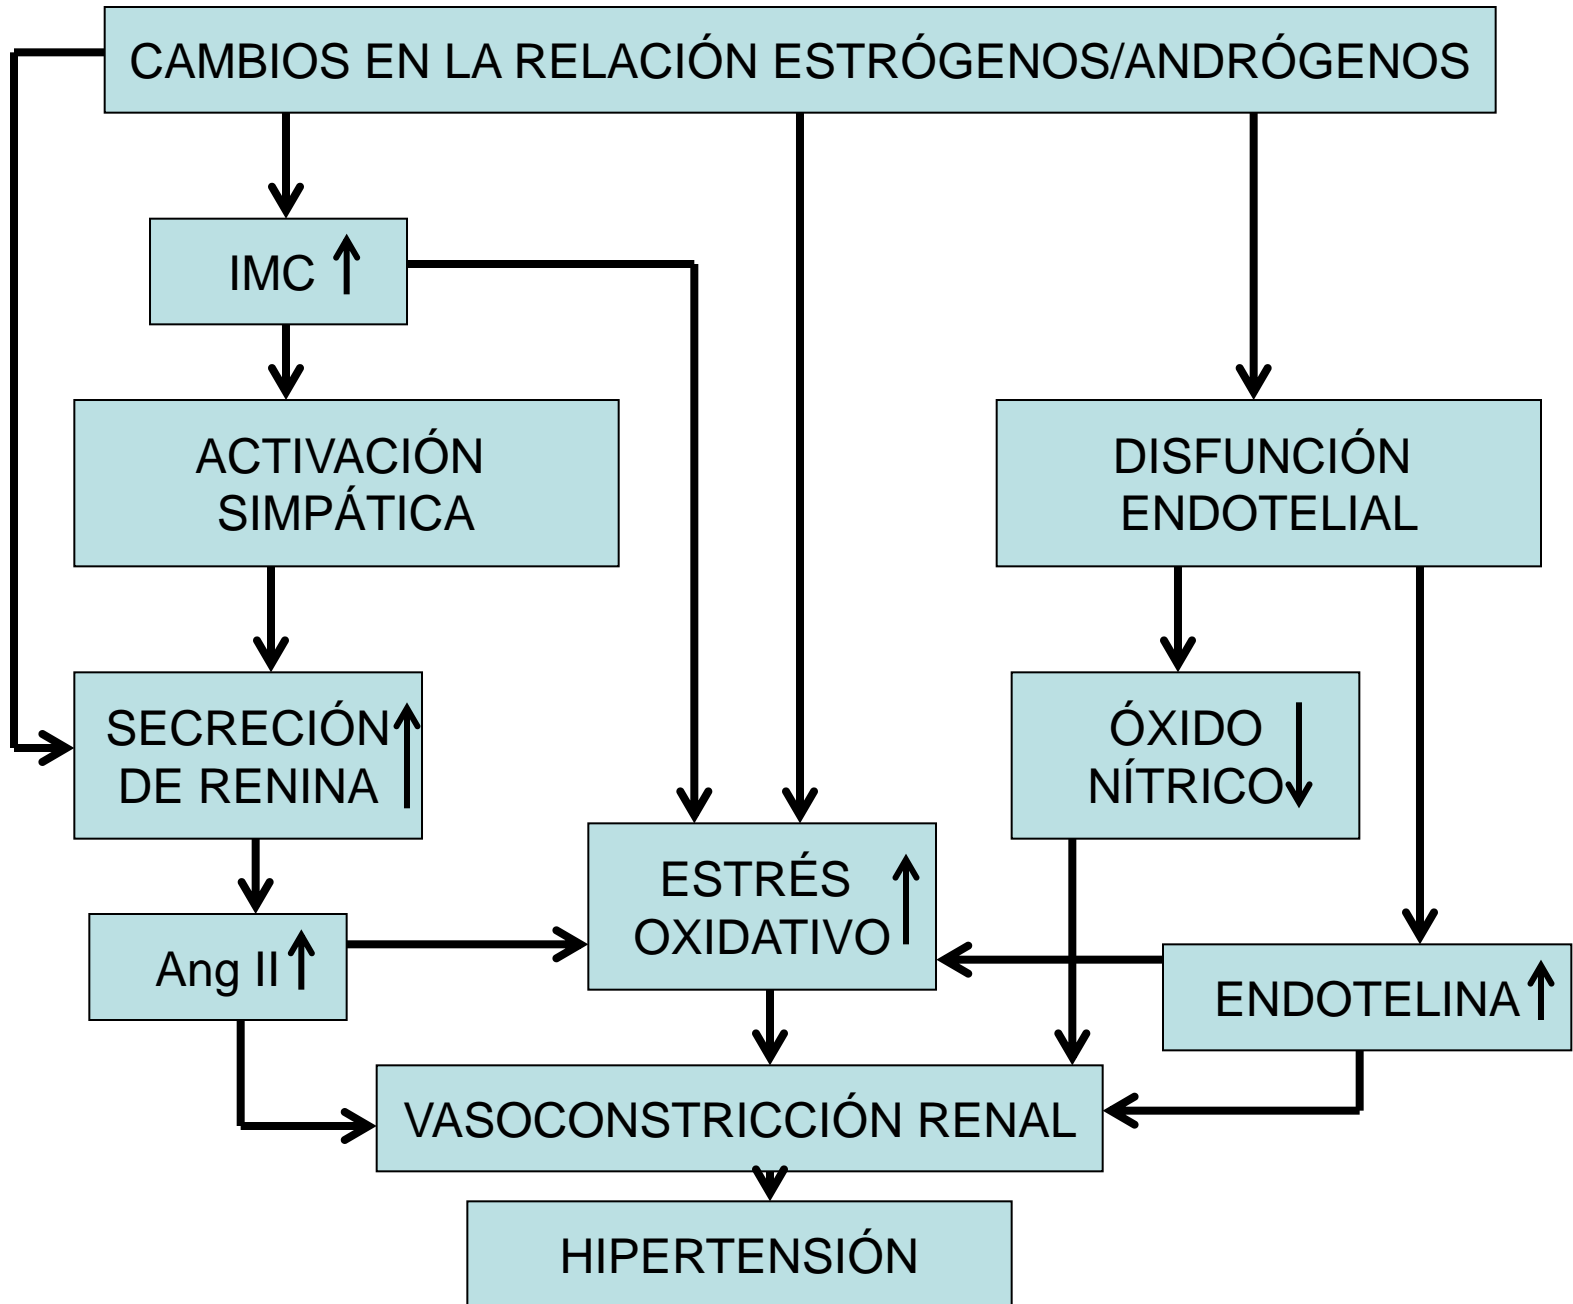 CAMBIOS EN LA RELACIÓN ESTRÓGENOS/ANDRÓGENOS
IMC
ACTIVACIÓN
SIMPÁTICA
DISFUNCIÓN
ENDOTELIAL
SECRECIÓN
DE RENINA
ÓXIDO
NÍTRICO
ESTRÉS
OXIDATIVO
Ang II
ENDOTELINA
VASOCONSTRICCIÓN RENAL
HIPERTENSIÓN